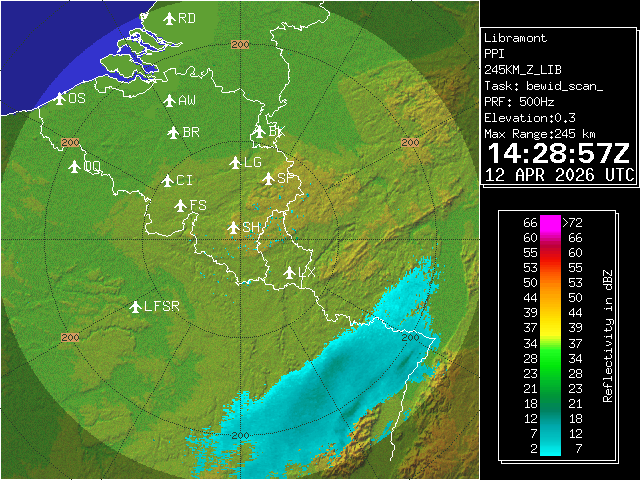 RD
200
OS
AW
BR
BK
200
200
QQ
LG
CI
SP
FS
SH
LX
LFSR
200
200
200
Librament
PPI
245KM_Z_LIB
Task: bewid_scan_
PRF: 500Hz
Elevation:0.3
Max Range:245 km
14:28:57Z
12 APR 2026 UTC
66 >72
60 66
55 60
53 55
50 53
44 50
39 44
37 39
34 37
28 34
23 28
21 23
18 21
12 18
7 12
2 7
Reflectivity in dBZ